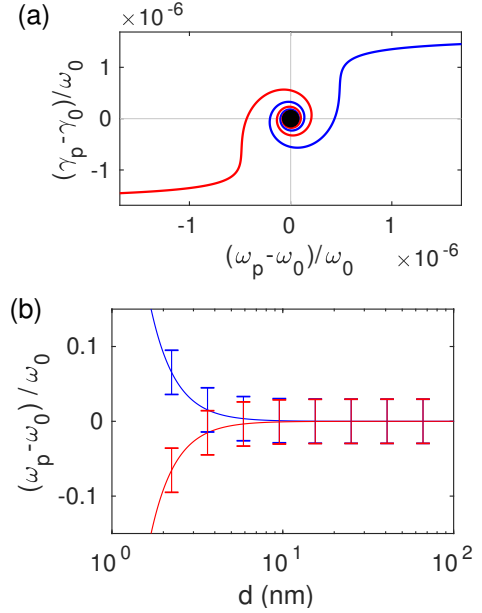 (a)
× 10⁻⁶
(γₚ-γ₀)/ω₀
1
0
-1
-1
0
1
× 10⁻⁶
(ωₚ-ω₀)/ω₀
(b)
(ωₚ-ω₀)/ω₀
0.1
0
-0.1
10⁰
10¹
10²
d (nm)